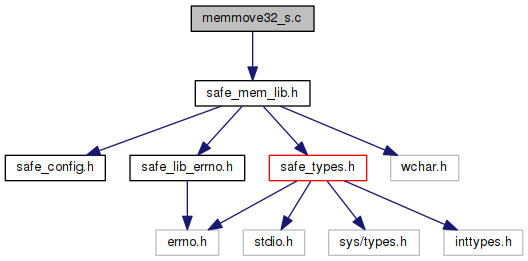 memmove32_s.c
safe_mem_lib.h
safe_config.h
safe_lib_errno.h
safe_types.h
wchar.h
errno.h
stdio.h
sys/types.h
inttypes.h